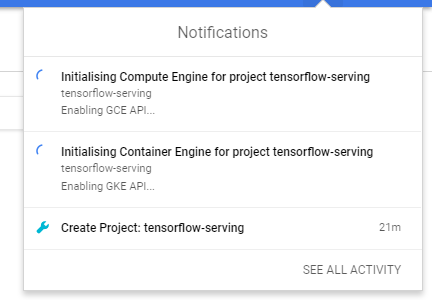 Notifications
Initialising Compute Engine for project tensorflow-serving
tensorflow-serving
Enabling GCE API...
Initialising Container Engine for project tensorflow-serving
tensorflow-serving
Enabling GKE API...
Create Project: tensorflow-serving 21m
SEE ALL ACTIVITY